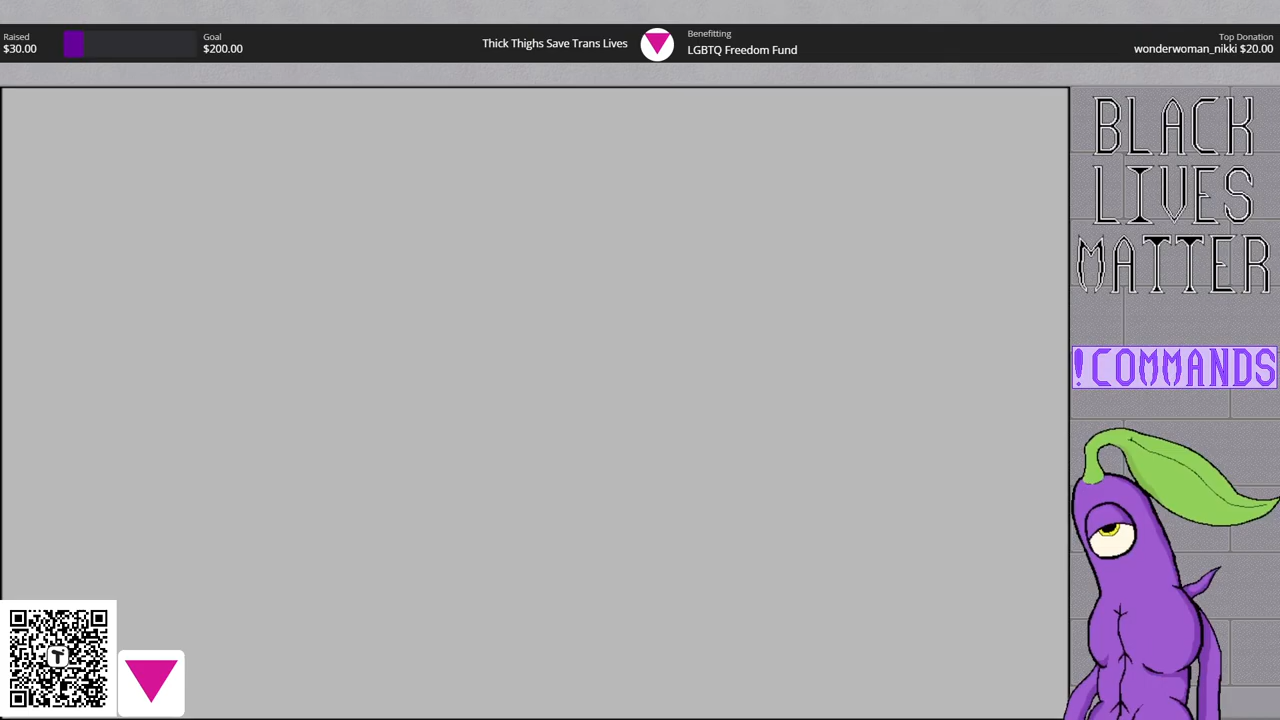 Raised
$30.00
Goal
$200.00
Thick Thighs Save Trans Lives
Benefitting
LGBTQ Freedom Fund
Top Donation
wonderwoman_nikki $20.00
BLACK
LIVES
MATTER
!COMMANDS
T